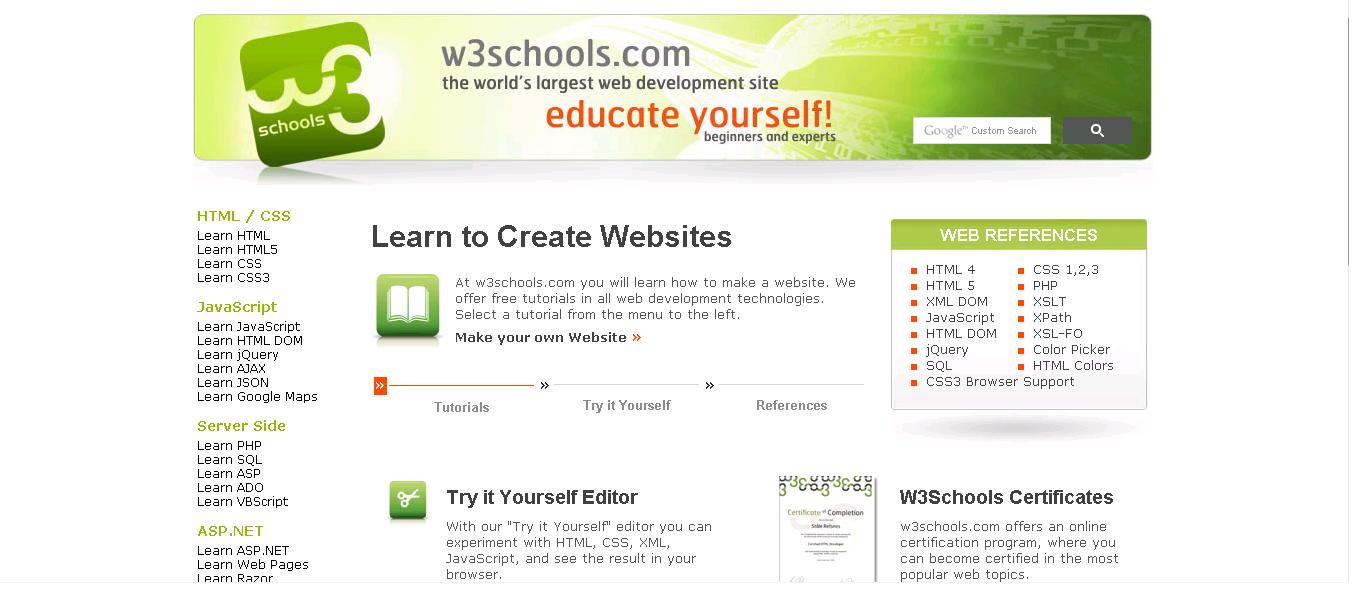 w3schools.com
the world's largest web development site
educate yourself!
beginners and experts
w3
schools
Google™ Custom Search
HTML / CSS
Learn HTML
Learn HTML5
Learn CSS
Learn CSS3
JavaScript
Learn JavaScript
Learn HTML DOM
Learn jQuery
Learn AJAX
Learn JSON
Learn Google Maps
Server Side
Learn PHP
Learn SQL
Learn ASP
Learn ADO
Learn VBScript
ASP.NET
Learn ASP.NET
Learn Web Pages
Learn Razor
Learn to Create Websites
At w3schools.com you will learn how to make a website. We
offer free tutorials in all web development technologies.
Select a tutorial from the menu to the left.
Make your own Website »
» » »
Tutorials Try it Yourself References
WEB REFERENCES
HTML 4
HTML 5
XML DOM
JavaScript
HTML DOM
jQuery
SQL
CSS3 Browser Support
CSS 1,2,3
PHP
XSLT
XPath
XSL-FO
Color Picker
HTML Colors
Try it Yourself Editor
With our "Try it Yourself" editor you can
experiment with HTML, CSS, XML,
JavaScript, and see the result in your
browser.
Certificate of Completion
W3Schools Certificates
w3schools.com offers an online
certification program, where you
can become certified in the most
popular web topics.